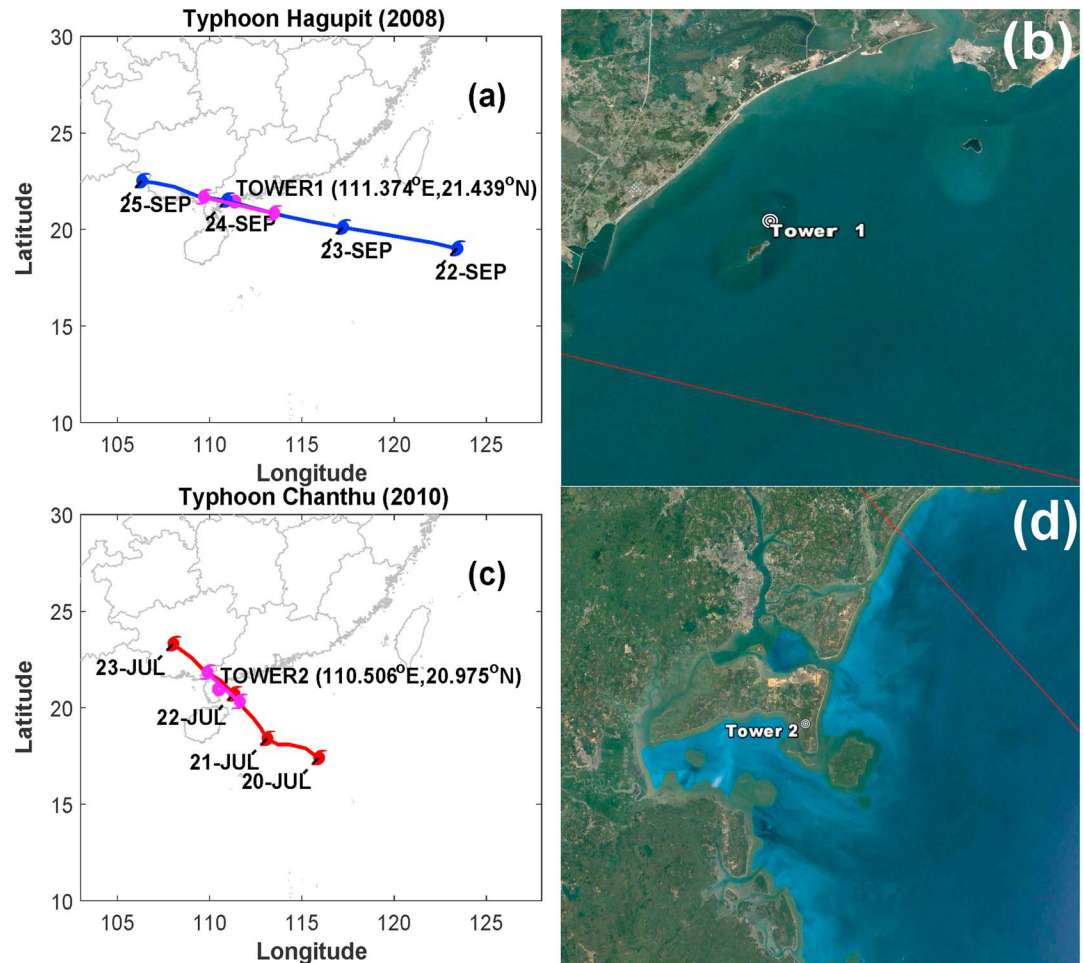 Typhoon Hagupit (2008)
30
25
20
15
10
Latitude
(a)
TOWER1 (111.374°E,21.439°N)
25-SEP
24-SEP
23-SEP
22-SEP
105
110
115
120
125
Longitude
(b)
Tower 1
Typhoon Chanthu (2010)
30
25
20
15
10
Latitude
(c)
TOWER2 (110.506°E,20.975°N)
23-JUL
22-JUL
21-JUL
20-JUL
105
110
115
120
125
Longitude
(d)
Tower 2